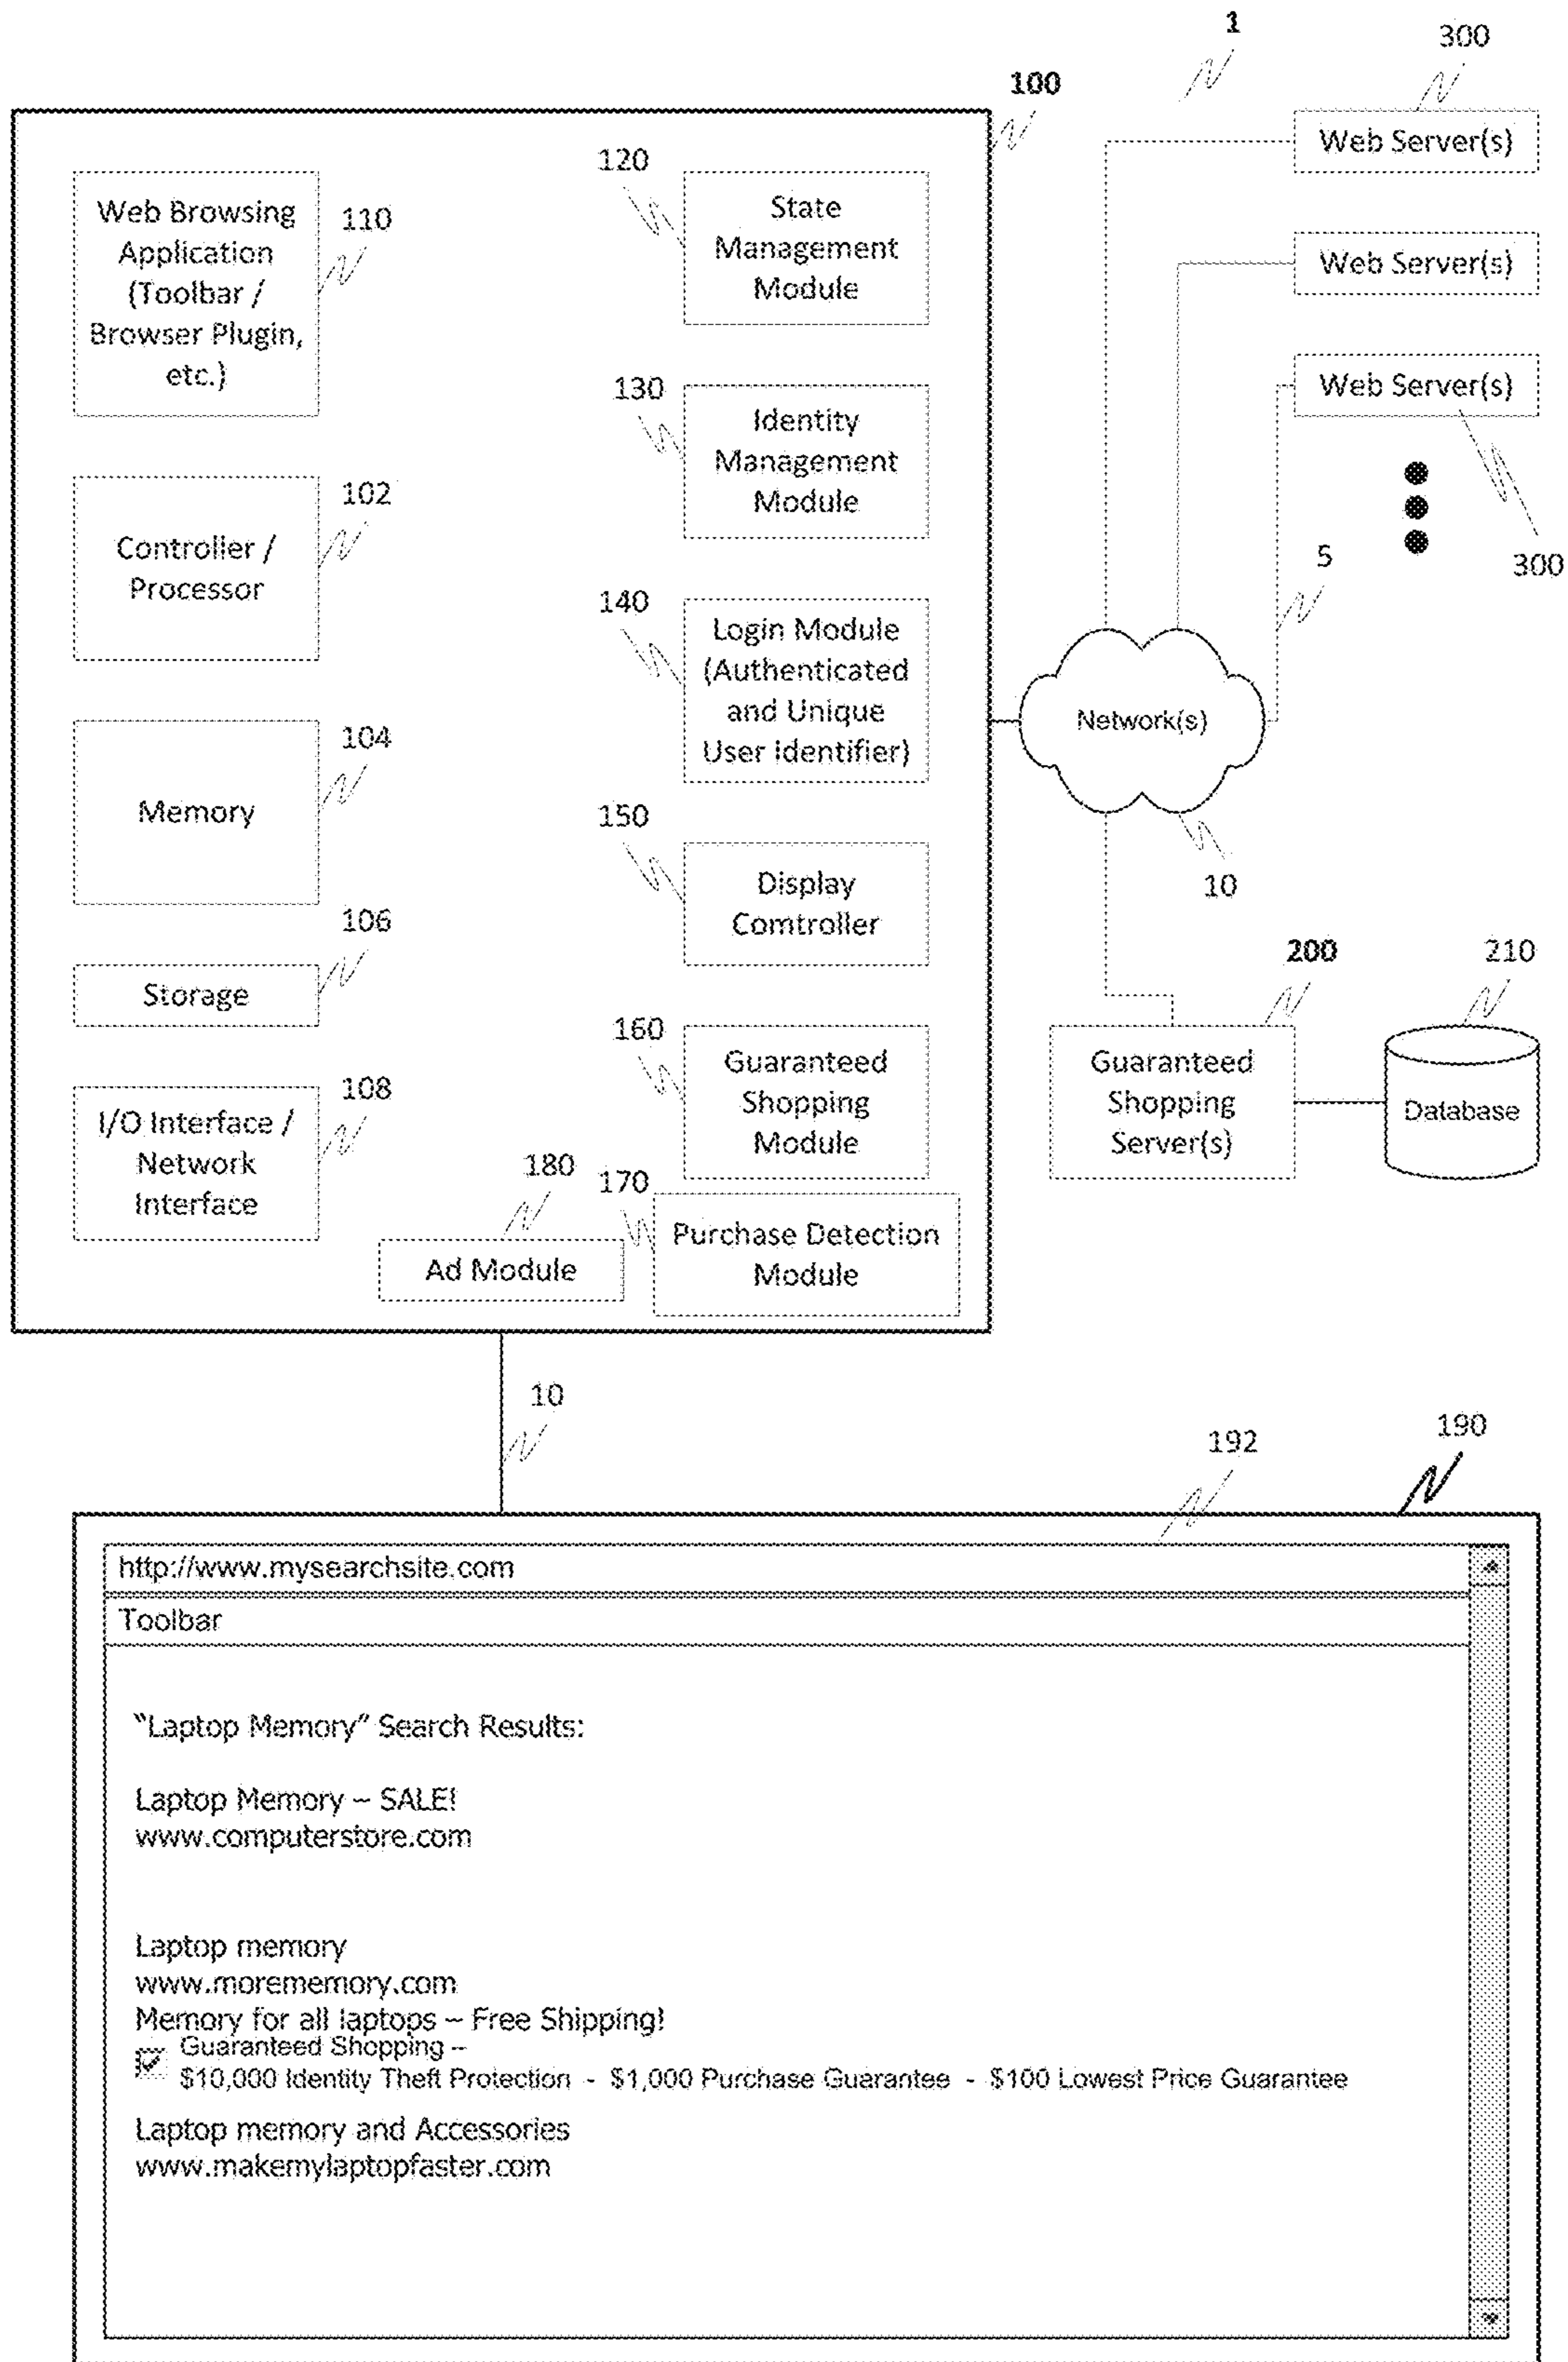 1
300
100
Web Server(s)
120
Web Browsing
Application
(Toolbar /
Browser Plugin,
etc.)
110
State
Management
Module
Web Server(s)
130
Web Server(s)
Identity
Management
Module
102
Controller /
Processor
5
300
140
Login Module
(Authenticated
and Unique
User Identifier)
Network(s)
104
Memory
150
10
Display
Comtroller
106
Storage
200
210
160
Guaranteed
Shopping
Module
Guaranteed
Shopping
Server(s)
Database
108
I/O Interface /
Network
Interface
180
170
Purchase Detection
Module
Ad Module
10
192
190
http://www.mysearchsite.com
Toolbar
“Laptop Memory” Search Results:
Laptop Memory – SALE!
www.computerstore.com
Laptop memory
www.morememory.com
Memory for all laptops – Free Shipping!
Guaranteed Shopping –
$10,000 Identity Theft Protection - $1,000 Purchase Guarantee - $100 Lowest Price Guarantee
Laptop memory and Accessories
www.makemylaptopfaster.com